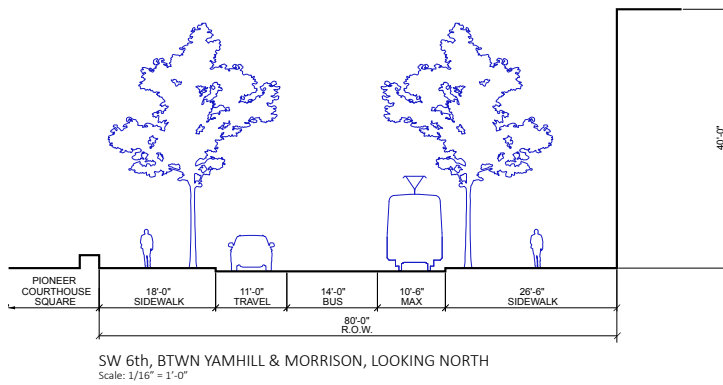 40'-0"
PIONEER
COURTHOUSE
SQUARE
18'-0"
SIDEWALK
11'-0"
TRAVEL
14'-0"
BUS
10'-6"
MAX
26'-6"
SIDEWALK
80'-0"
R.O.W.
SW 6th, BTWN YAMHILL & MORRISON, LOOKING NORTH
Scale: 1/16" = 1'-0"